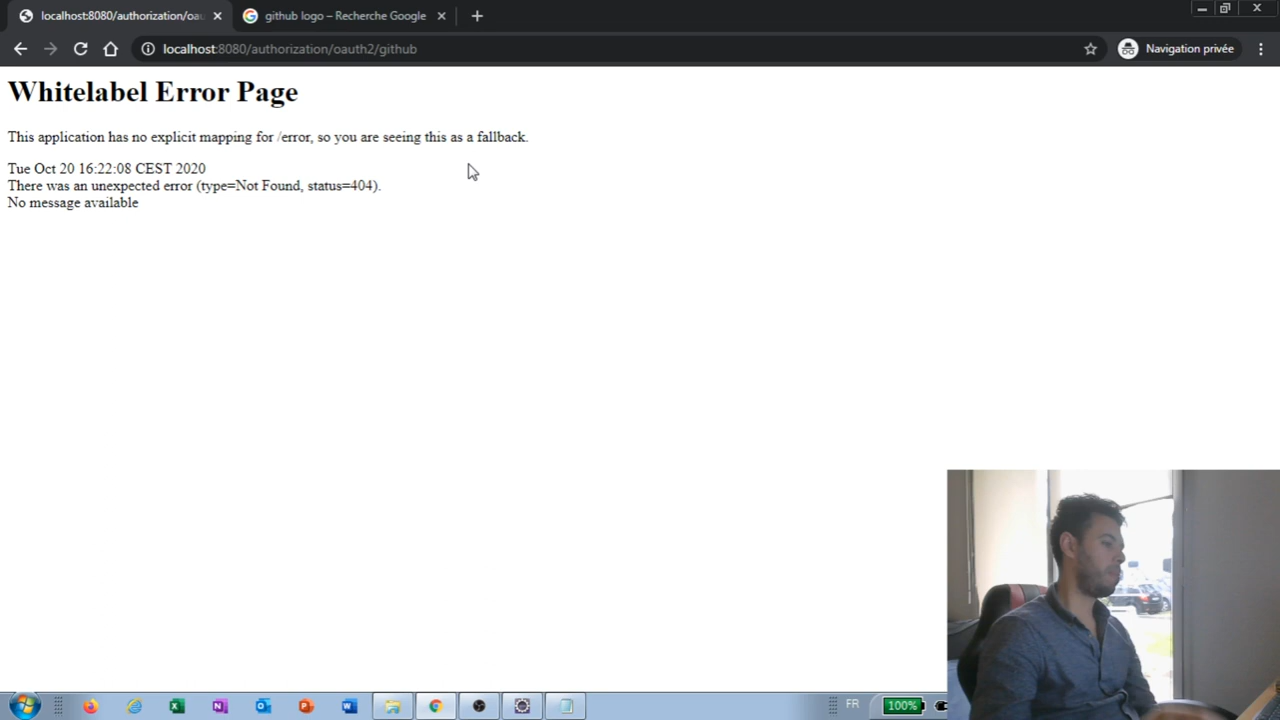 localhost:8080/authorization/oau
github logo – Recherche Google
localhost:8080/authorization/oauth2/github
Navigation privée
Whitelabel Error Page
This application has no explicit mapping for /error, so you are seeing this as a fallback.
Tue Oct 20 16:22:08 CEST 2020
There was an unexpected error (type=Not Found, status=404).
No message available
FR
100%